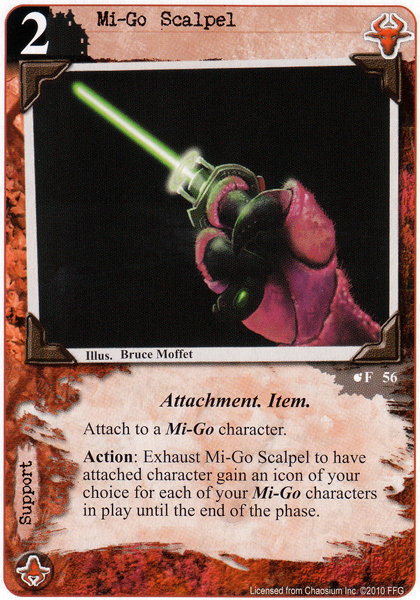 2
Mi-Go Scalpel
Illus. Bruce Moffet
F 56
Attachment. Item.
Attach to a Mi-Go character.
Action: Exhaust Mi-Go Scalpel to have
attached character gain an icon of your
choice for each of your Mi-Go characters
in play until the end of the phase.
Support
Licensed from Chaosium Inc. ©2010 FFG